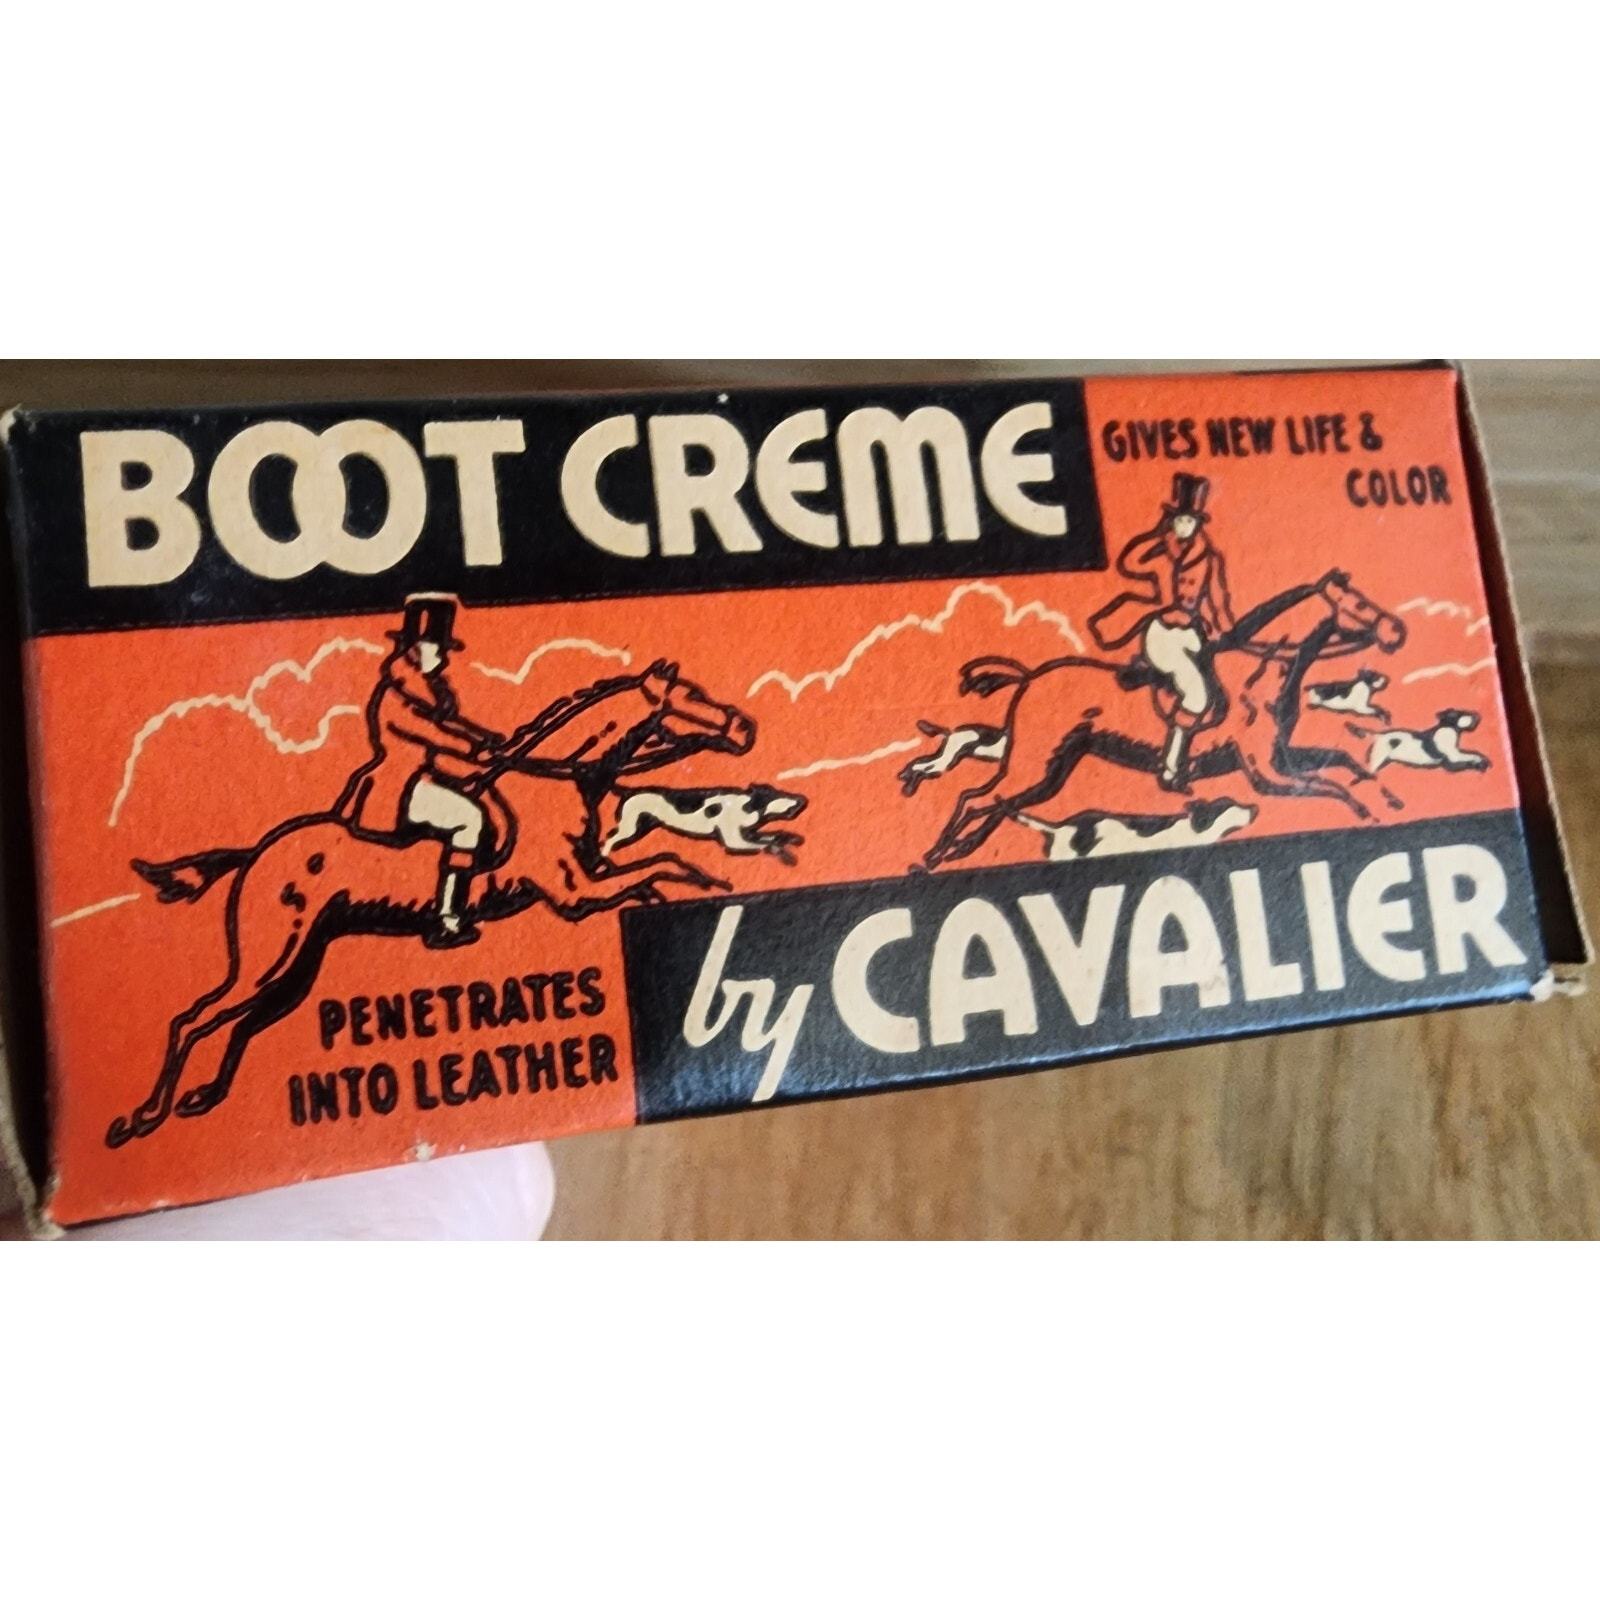 BOOT CREME
GIVES NEW LIFE &
COLOR
PENETRATES
INTO LEATHER
by CAVALIER